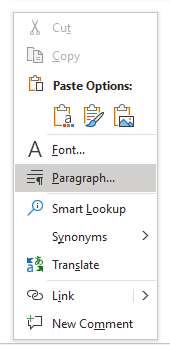 Cut
Copy
Paste Options:
Font...
Paragraph...
Smart Lookup
Synonyms
Translate
Link
New Comment